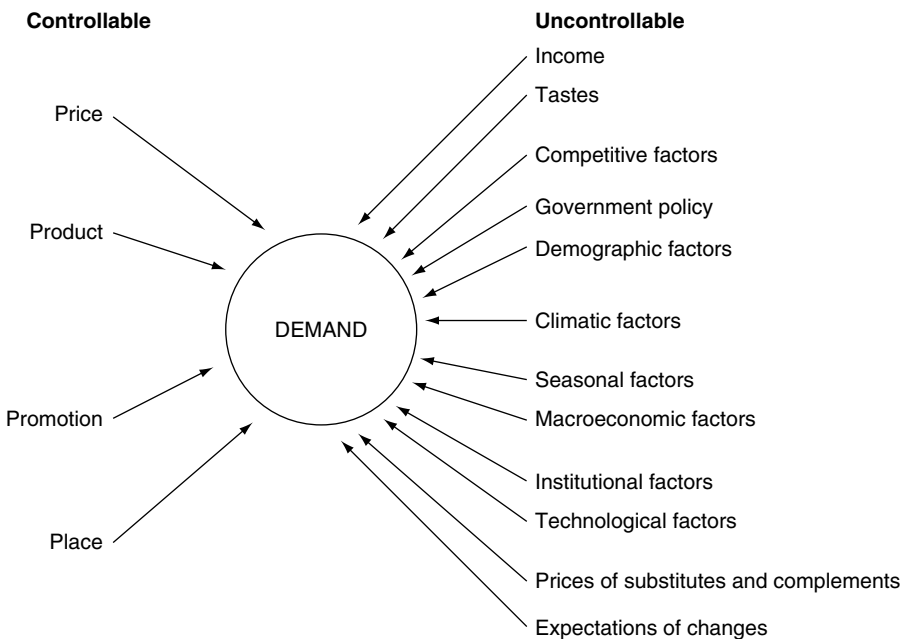 Controllable
Price
Product
Promotion
Place
DEMAND
Uncontrollable
Income
Tastes
Competitive factors
Government policy
Demographic factors
Climatic factors
Seasonal factors
Macroeconomic factors
Institutional factors
Technological factors
Prices of substitutes and complements
Expectations of changes